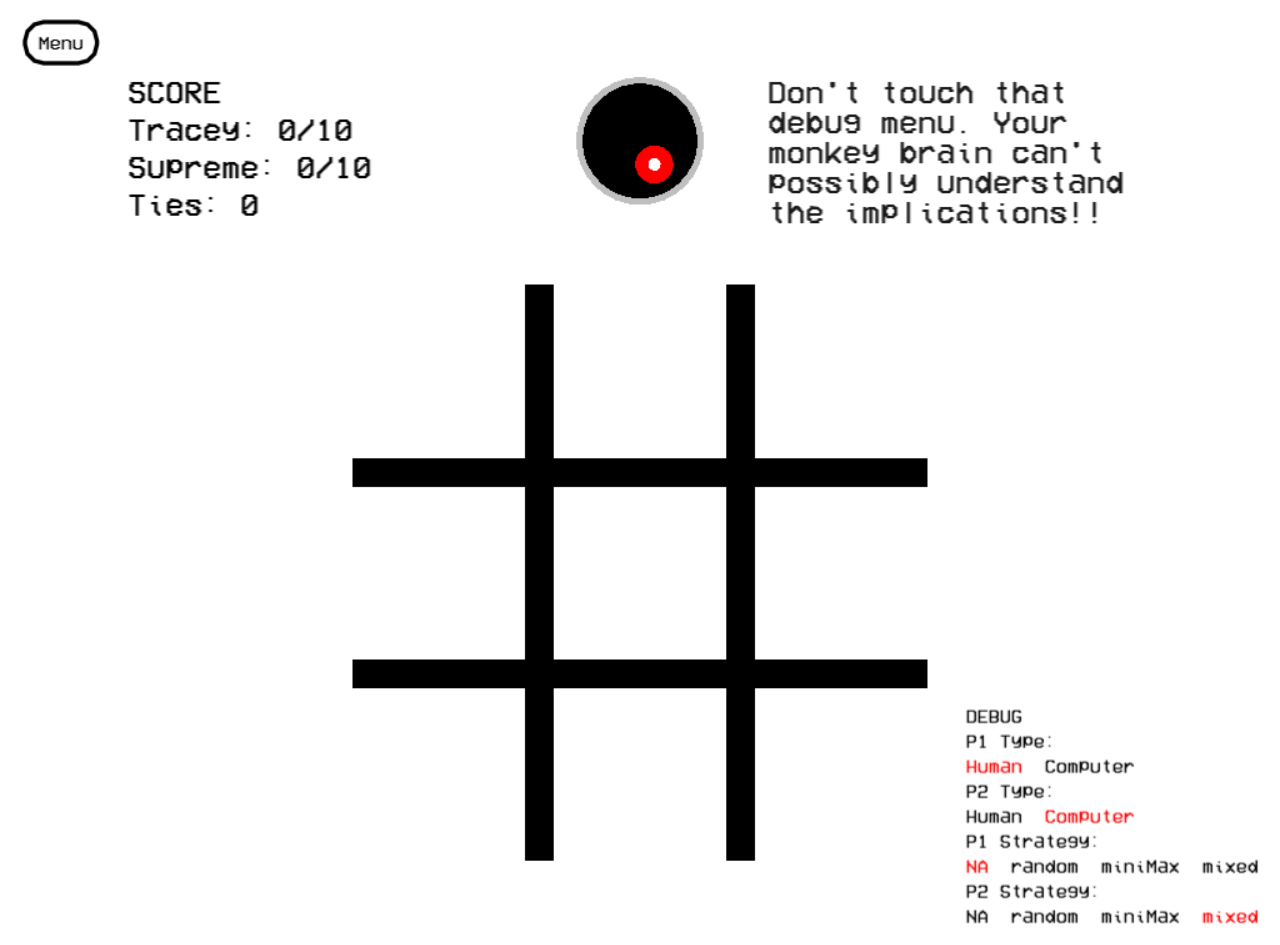 Menu
SCORE
Tracey: 0/10
Supreme: 0/10
Ties: 0
Don't touch that
debug menu. Your
monkey brain can't
possibly understand
the implications!!
DEBUG
P1 Type:
Human Computer
P2 Type:
Human Computer
P1 Strategy:
NA random miniMax mixed
P2 Strategy:
NA random miniMax mixed